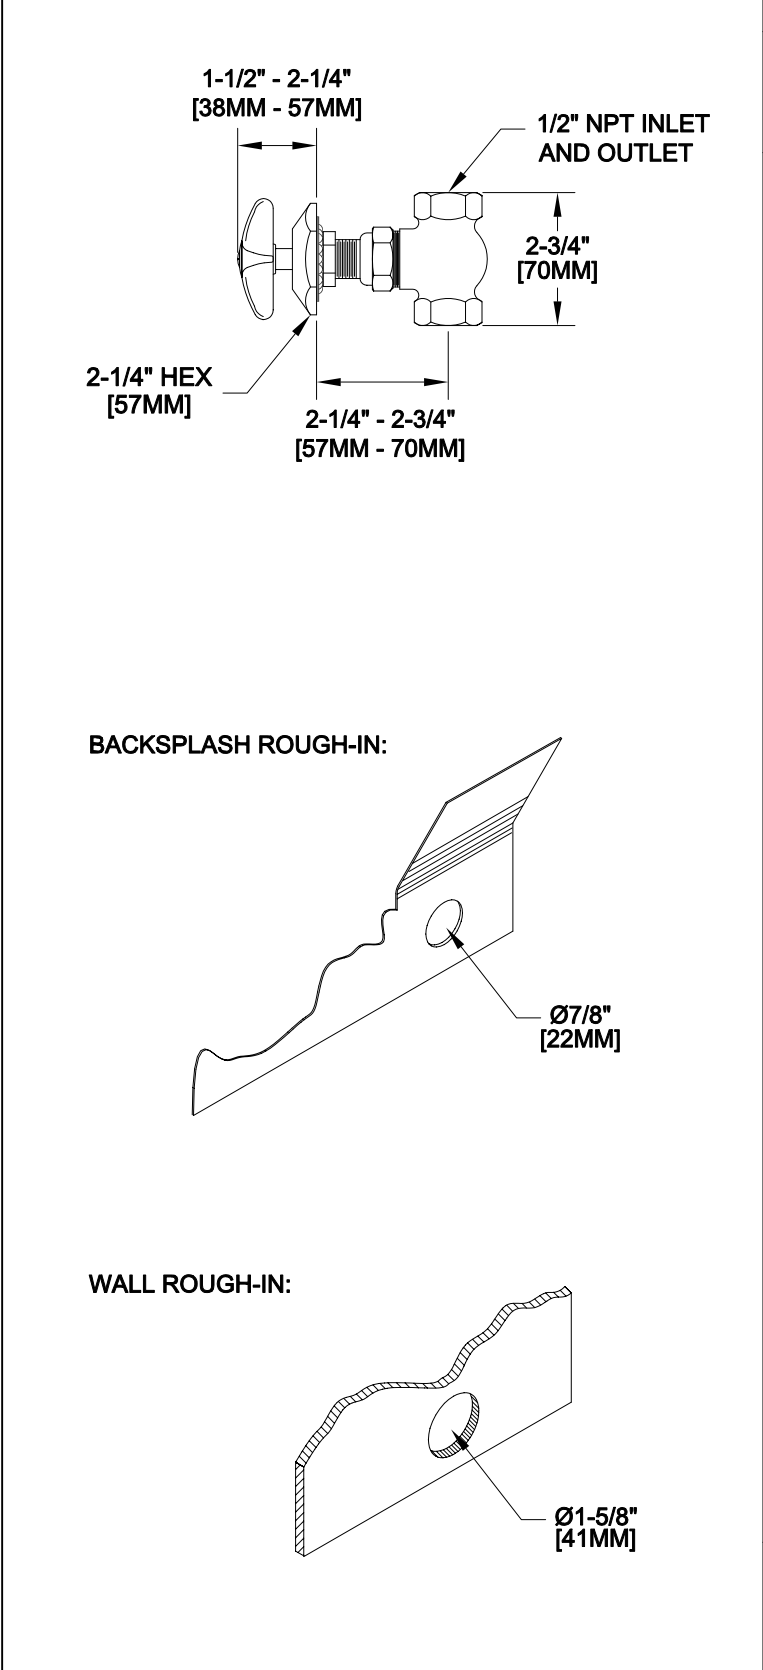 1-1/2" - 2-1/4"
[38MM - 57MM]
1/2" NPT INLET
AND OUTLET
2-3/4"
[70MM]
2-1/4" HEX
[57MM]
2-1/4" - 2-3/4"
[57MM - 70MM]
BACKSPLASH ROUGH-IN:
Ø7/8"
[22MM]
WALL ROUGH-IN:
Ø1-5/8"
[41MM]